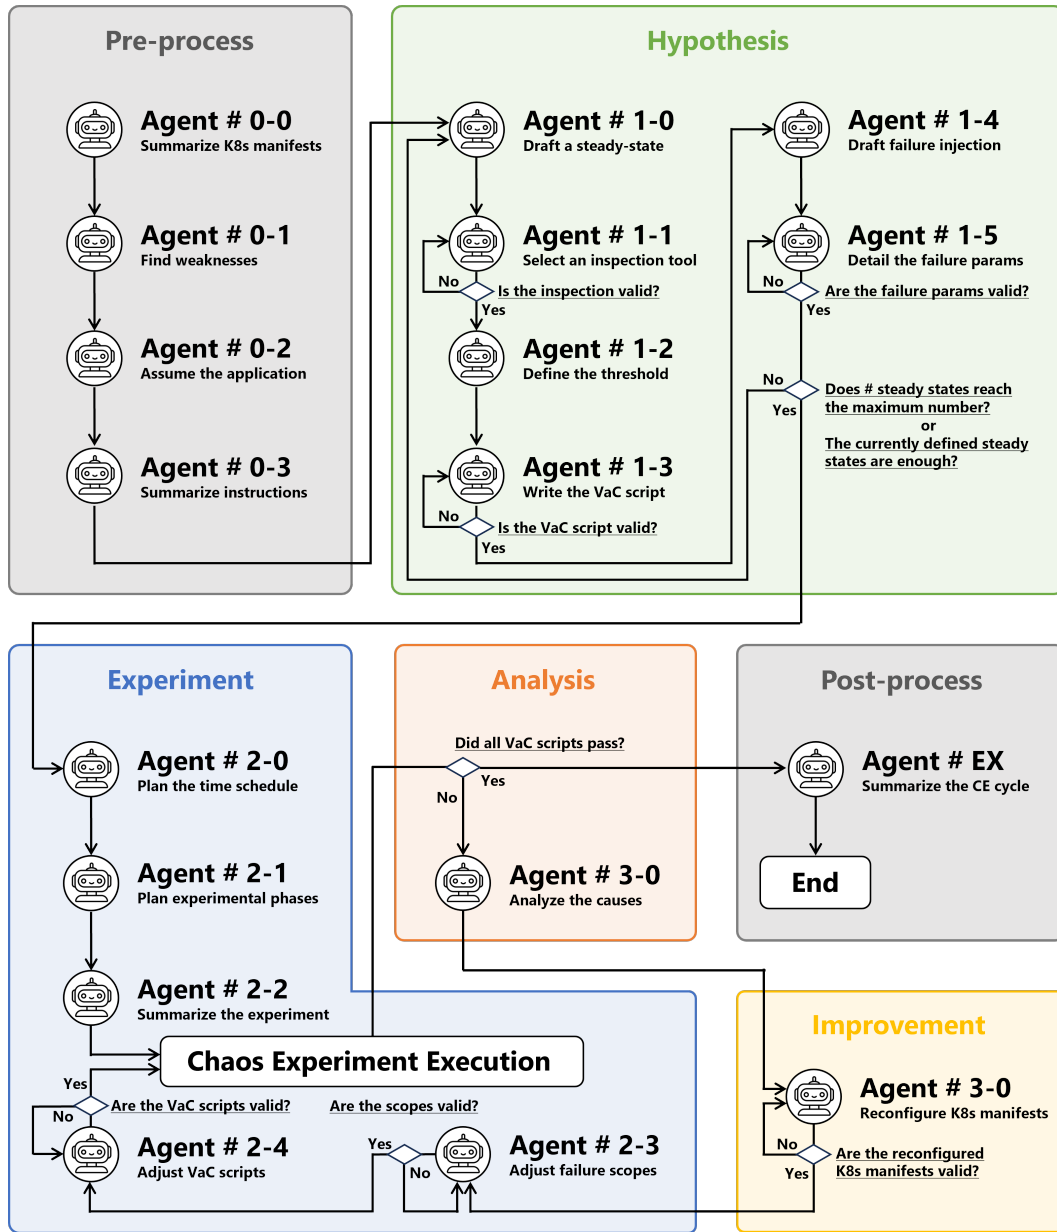 Pre-process
Agent # 0-0
Summarize K8s manifests
Agent # 0-1
Find weaknesses
Agent # 0-2
Assume the application
Agent # 0-3
Summarize instructions
Hypothesis
Agent # 1-0
Draft a steady-state
Agent # 1-1
Select an inspection tool
No
Is the inspection valid?
Yes
Agent # 1-2
Define the threshold
Agent # 1-3
Write the VaC script
No
Is the VaC script valid?
Yes
Agent # 1-4
Draft failure injection
Agent # 1-5
Detail the failure params
No
Are the failure params valid?
Yes
No
Does # steady states reach
the maximum number?
Yes
or
The currently defined steady
states are enough?
Experiment
Agent # 2-0
Plan the time schedule
Agent # 2-1
Plan experimental phases
Agent # 2-2
Summarize the experiment
Chaos Experiment Execution
Yes
Are the VaC scripts valid?
No
Agent # 2-4
Adjust VaC scripts
Are the scopes valid?
Yes
No
Agent # 2-3
Adjust failure scopes
Analysis
Did all VaC scripts pass?
Yes
No
Agent # 3-0
Analyze the causes
Post-process
Agent # EX
Summarize the CE cycle
End
Improvement
Agent # 3-0
Reconfigure K8s manifests
No
Are the reconfigured
K8s manifests valid?
Yes